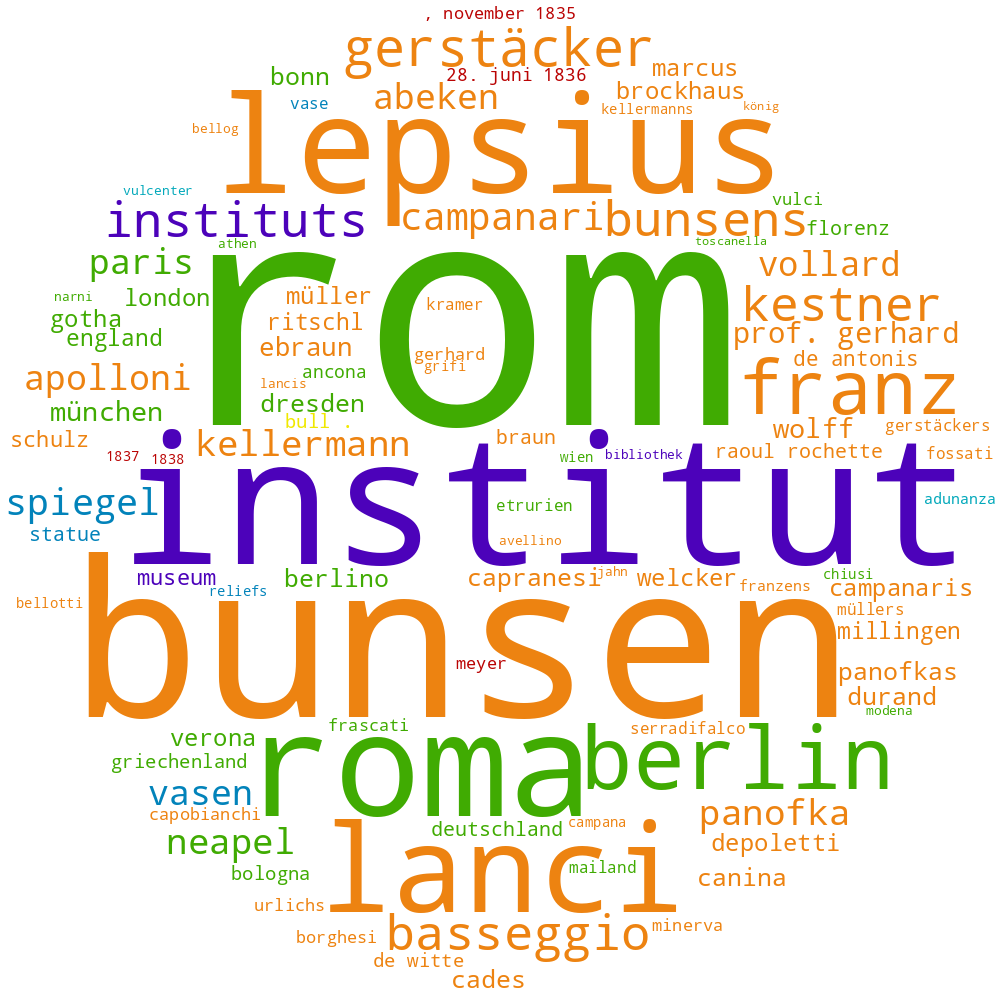 , november 1835
gerstäcker
28. juni 1836
bonn
marcus
vase
abeken
brockhaus
kellermanns
könig
bellog
lepsius
vulcenter
instituts
campanari
bunsens
vulci
florenz
athen
toscanella
paris
rom
vollard
narni
london
müller
kramer
kestner
gotha
ritschl
england
prof. gerhard
ebraun
gerhard
grifi
de antonis
apolloni
lancis
ancona
franz
münchen
dresden
bull .
schulz
kellermann
braun
wolff
gerstäckers
1837
1838
wien
bibliothek
raoul rochette
fossati
institut
spiegel
etrurien
adunanza
statue
avellino
museum
berlino
capranesi
jahn
welcker
chiusi
reliefs
franzens
campanaris
bellotti
bunsen
müllers
millingen
meyer
panofkas
durand
modena
frascati
serradifalco
verona
roma
berlin
griechenland
vasen
capobianchi
panofka
deutschland
campana
neapel
depoletti
bologna
lanci
mailand
canina
urlichs
borghesi
basseggio
minerva
de witte
cades